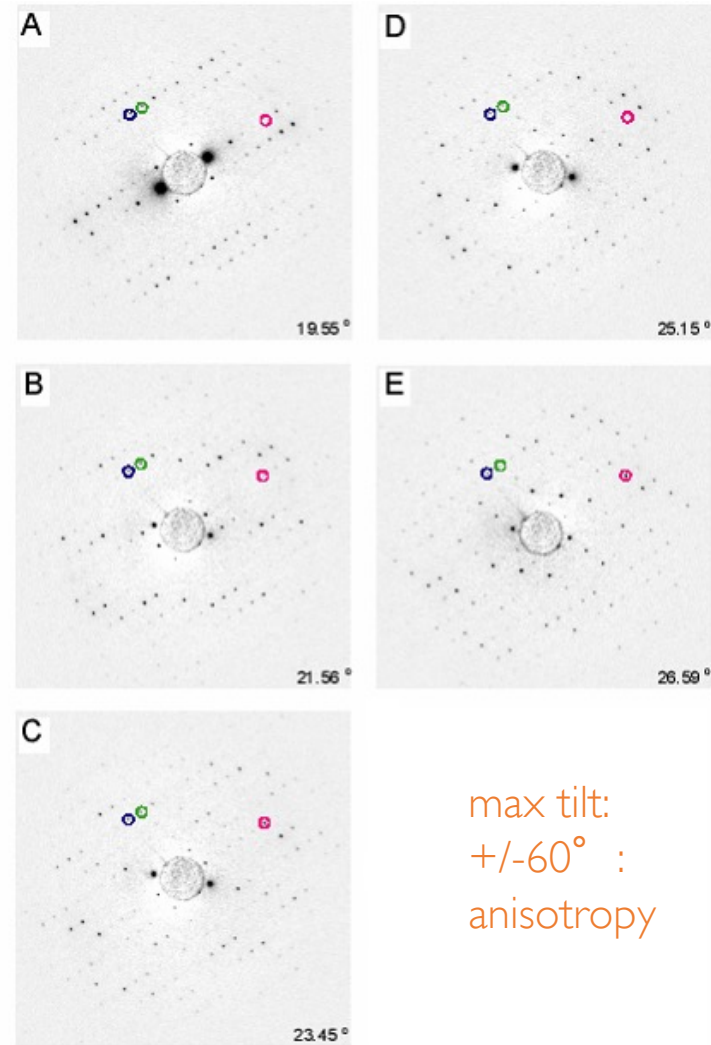 A
19.55 °
D
25.15 °
B
21.56 °
E
26.59 °
C
23.45 °
max tilt:
+/-60° :
anisotropy